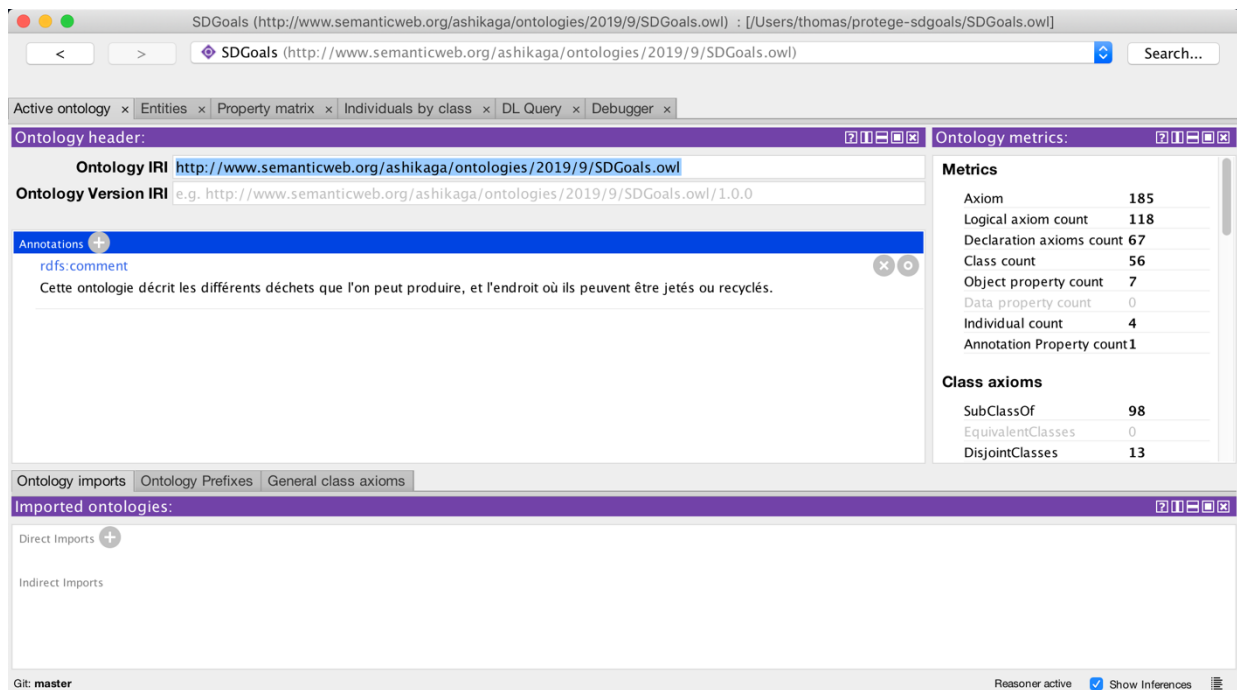 SDGoals (http://www.semanticweb.org/ashikaga/ontologies/2019/9/SDGoals.owl) : [/Users/thomas/protege-sdgoals/SDGoals.owl]
< > SDGoals (http://www.semanticweb.org/ashikaga/ontologies/2019/9/SDGoals.owl) Search...
Active ontology × Entities × Property matrix × Individuals by class × DL Query × Debugger ×
Ontology header:
Ontology IRI http://www.semanticweb.org/ashikaga/ontologies/2019/9/SDGoals.owl
Ontology Version IRI e.g. http://www.semanticweb.org/ashikaga/ontologies/2019/9/SDGoals.owl/1.0.0
Annotations
rdfs:comment
Cette ontologie décrit les différents déchets que l'on peut produire, et l'endroit où ils peuvent être jetés ou recyclés.
Ontology metrics:
Metrics
Axiom 185
Logical axiom count 118
Declaration axioms count 67
Class count 56
Object property count 7
Data property count 0
Individual count 4
Annotation Property count 1
Class axioms
SubClassOf 98
EquivalentClasses 0
DisjointClasses 13
Ontology imports Ontology Prefixes General class axioms
Imported ontologies:
Direct Imports
Indirect Imports
Git: master Reasoner active Show Inferences